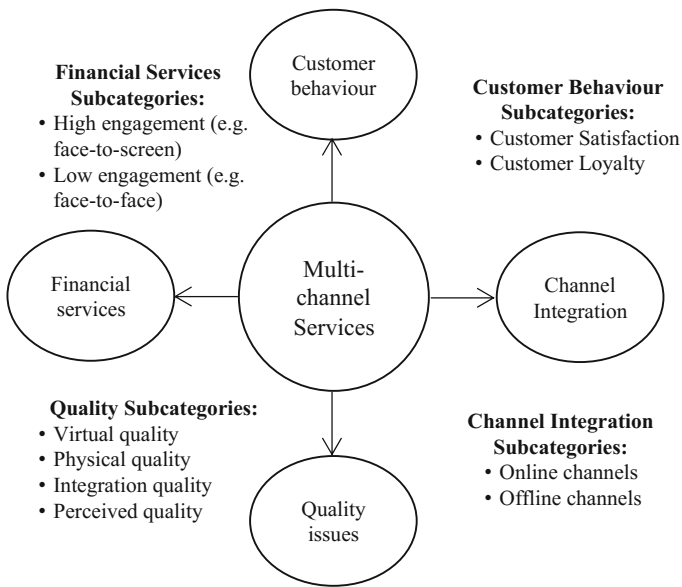 Customer
behaviour
Financial Services
Subcategories:
• High engagement (e.g.
face-to-screen)
• Low engagement (e.g.
face-to-face)
Customer Behaviour
Subcategories:
• Customer Satisfaction
• Customer Loyalty
Financial
services
Multi-
channel
Services
Channel
Integration
Quality Subcategories:
• Virtual quality
• Physical quality
• Integration quality
• Perceived quality
Channel Integration
Subcategories:
• Online channels
• Offline channels
Quality
issues